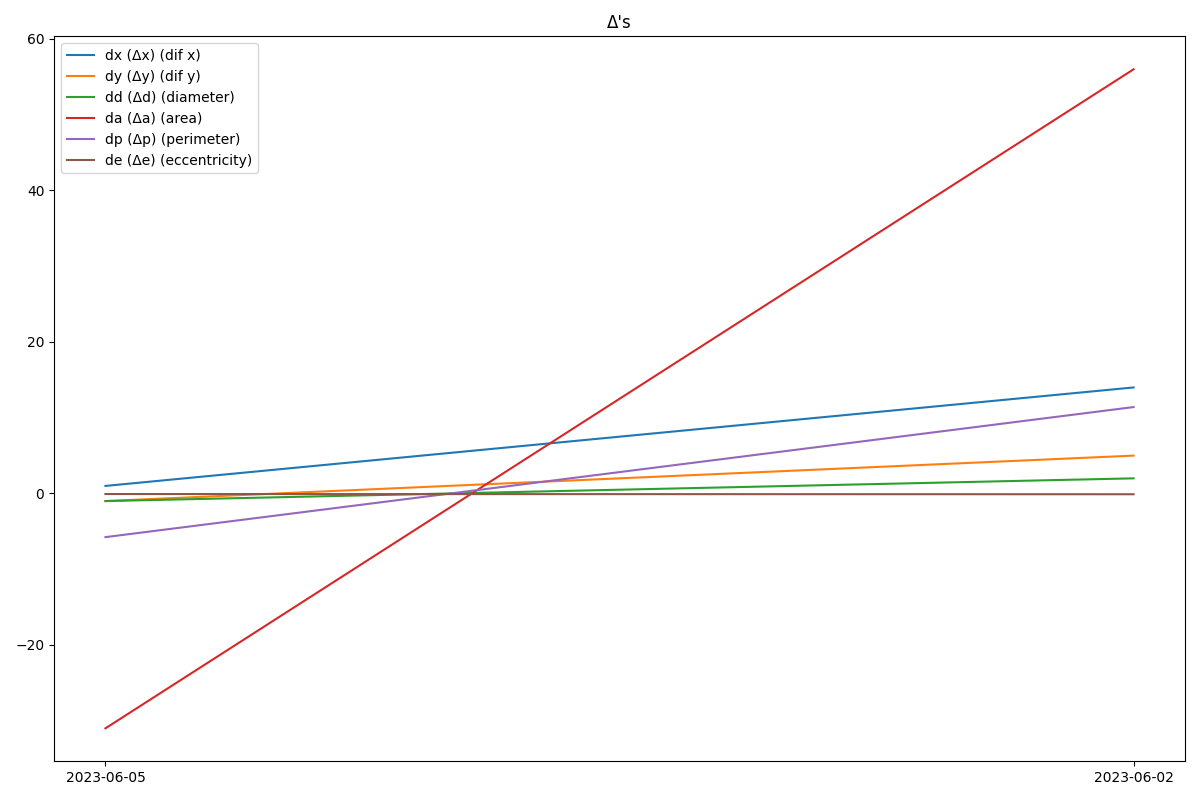 Δ's
60
40
20
0
−20
dx (Δx) (dif x)
dy (Δy) (dif y)
dd (Δd) (diameter)
da (Δa) (area)
dp (Δp) (perimeter)
de (Δe) (eccentricity)
2023-06-05
2023-06-02